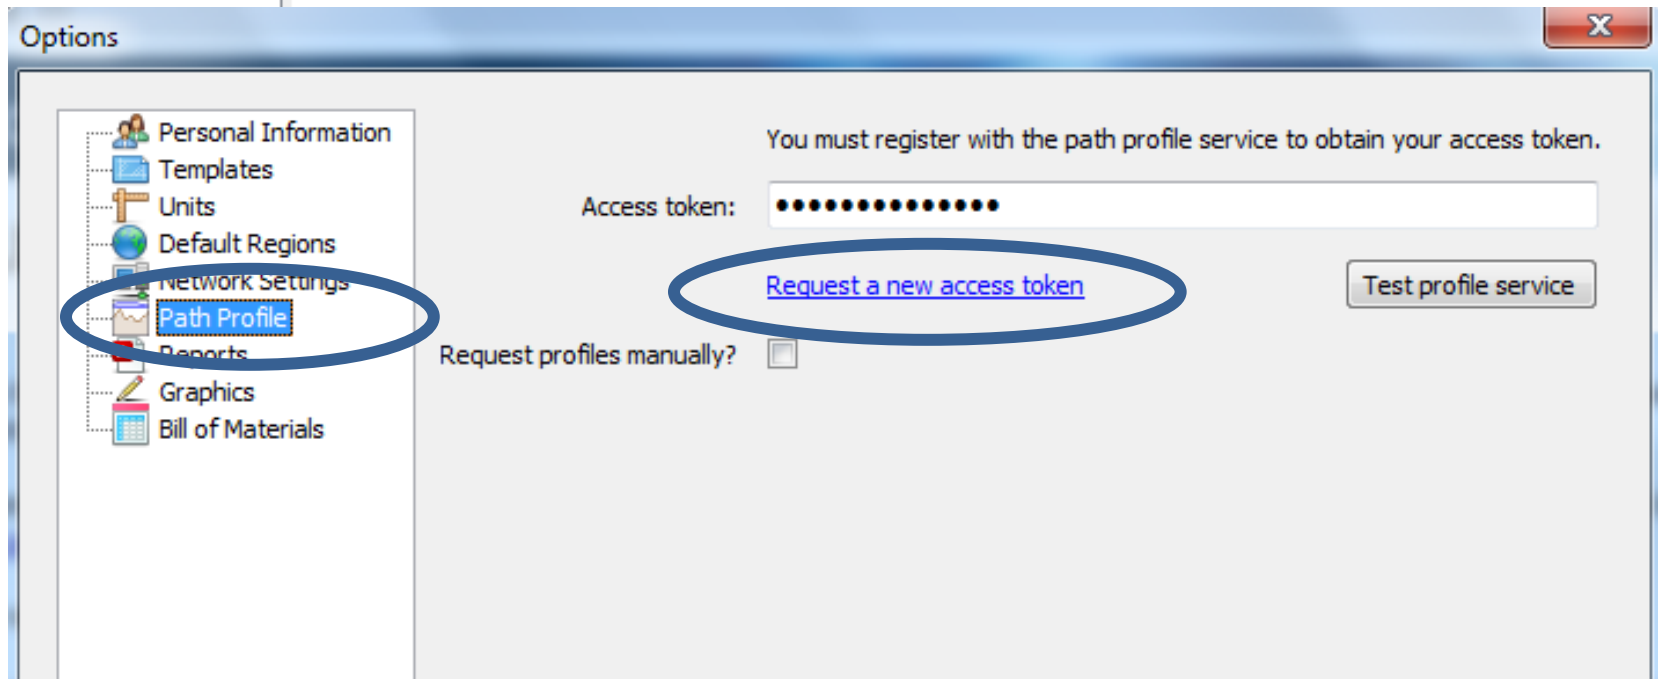 Options
Personal Information
Templates
Units
Default Regions
Network Settings
Path Profile
Reports
Graphics
Bill of Materials
You must register with the path profile service to obtain your access token.
Access token: ••••••••••••••
Request a new access token
Test profile service
Request profiles manually?